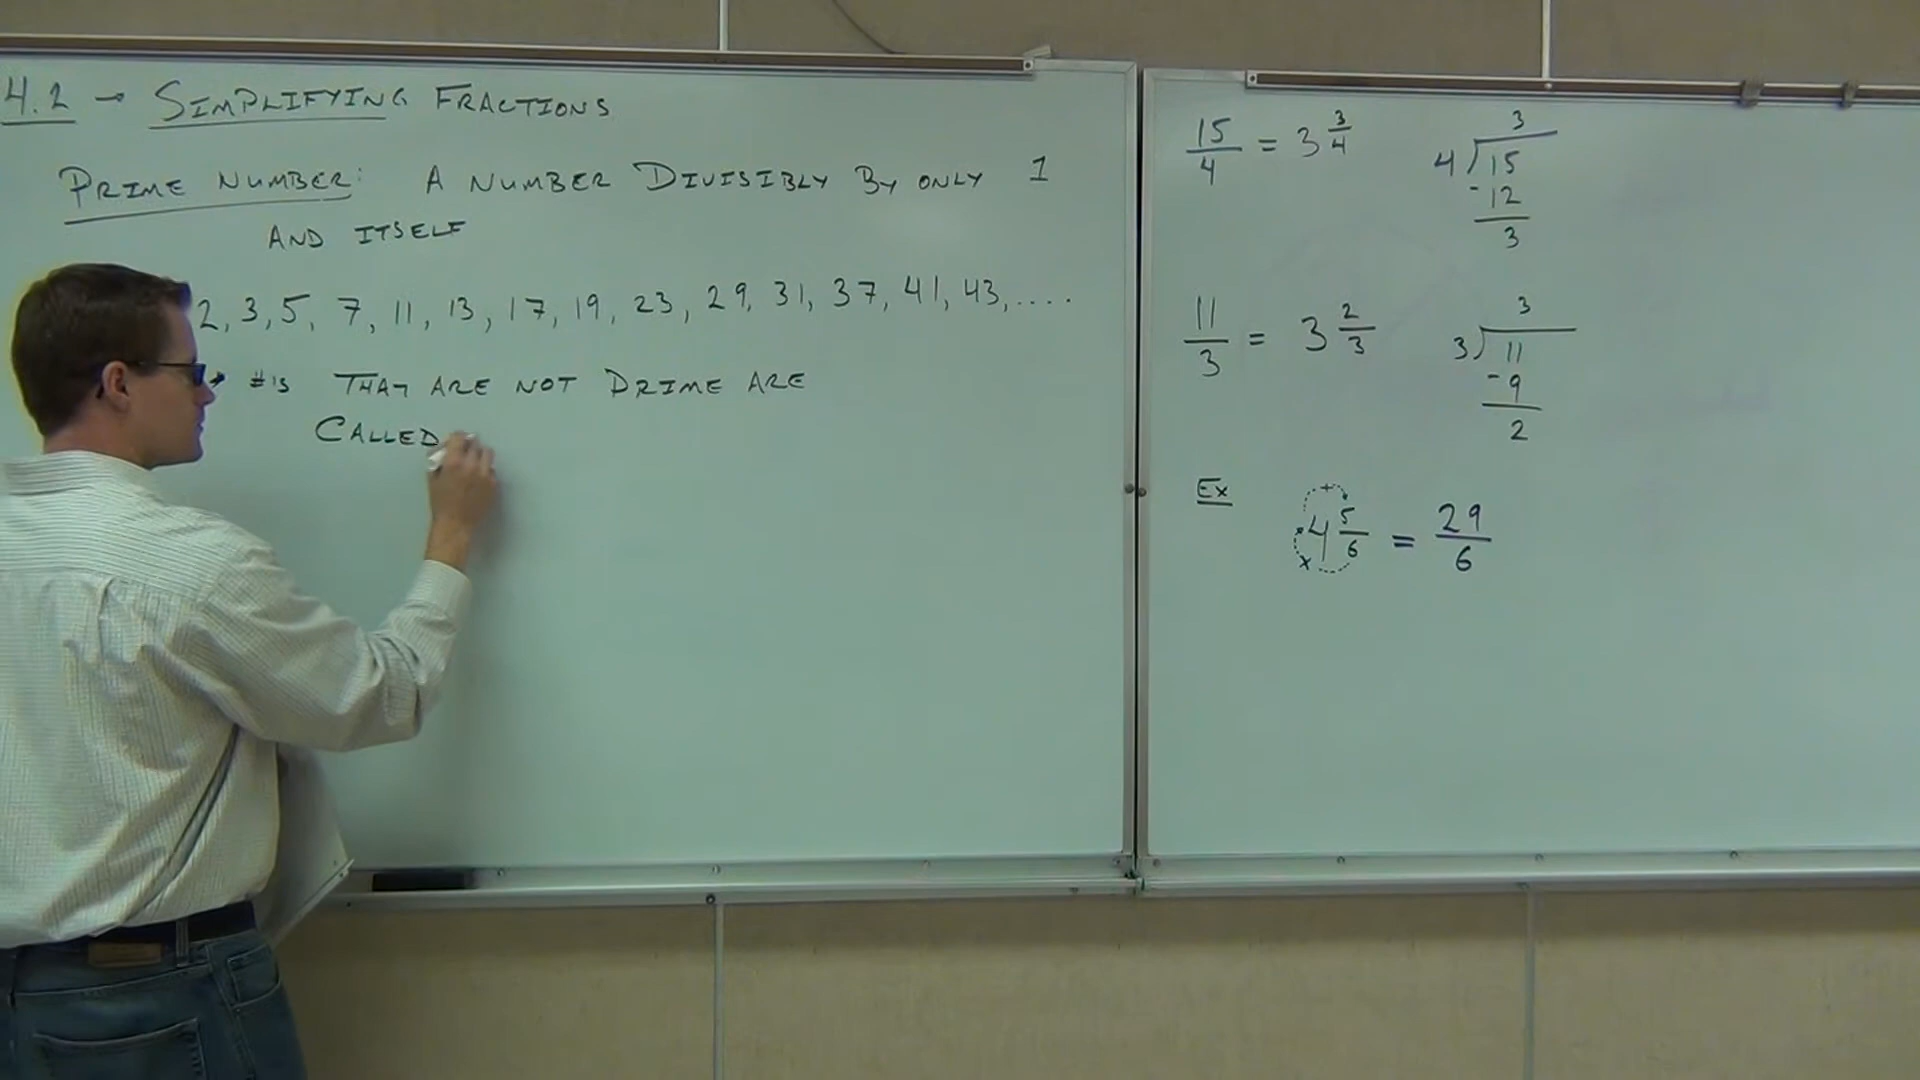 4.2 → SIMPLIFYING FRACTIONS
PRIME NUMBER: A NUMBER DIVISIBLY BY ONLY 1
AND ITSELF
2, 3, 5, 7, 11, 13, 17, 19, 23, 29, 31, 37, 41, 43, ....
→ #'s THAT ARE NOT PRIME ARE
CALLED
15/4 = 3 3/4
3
4)15
-12
3
11/3 = 3 2/3
3
3)11
-9
2
Ex
+
4 5/6 = 29/6
x